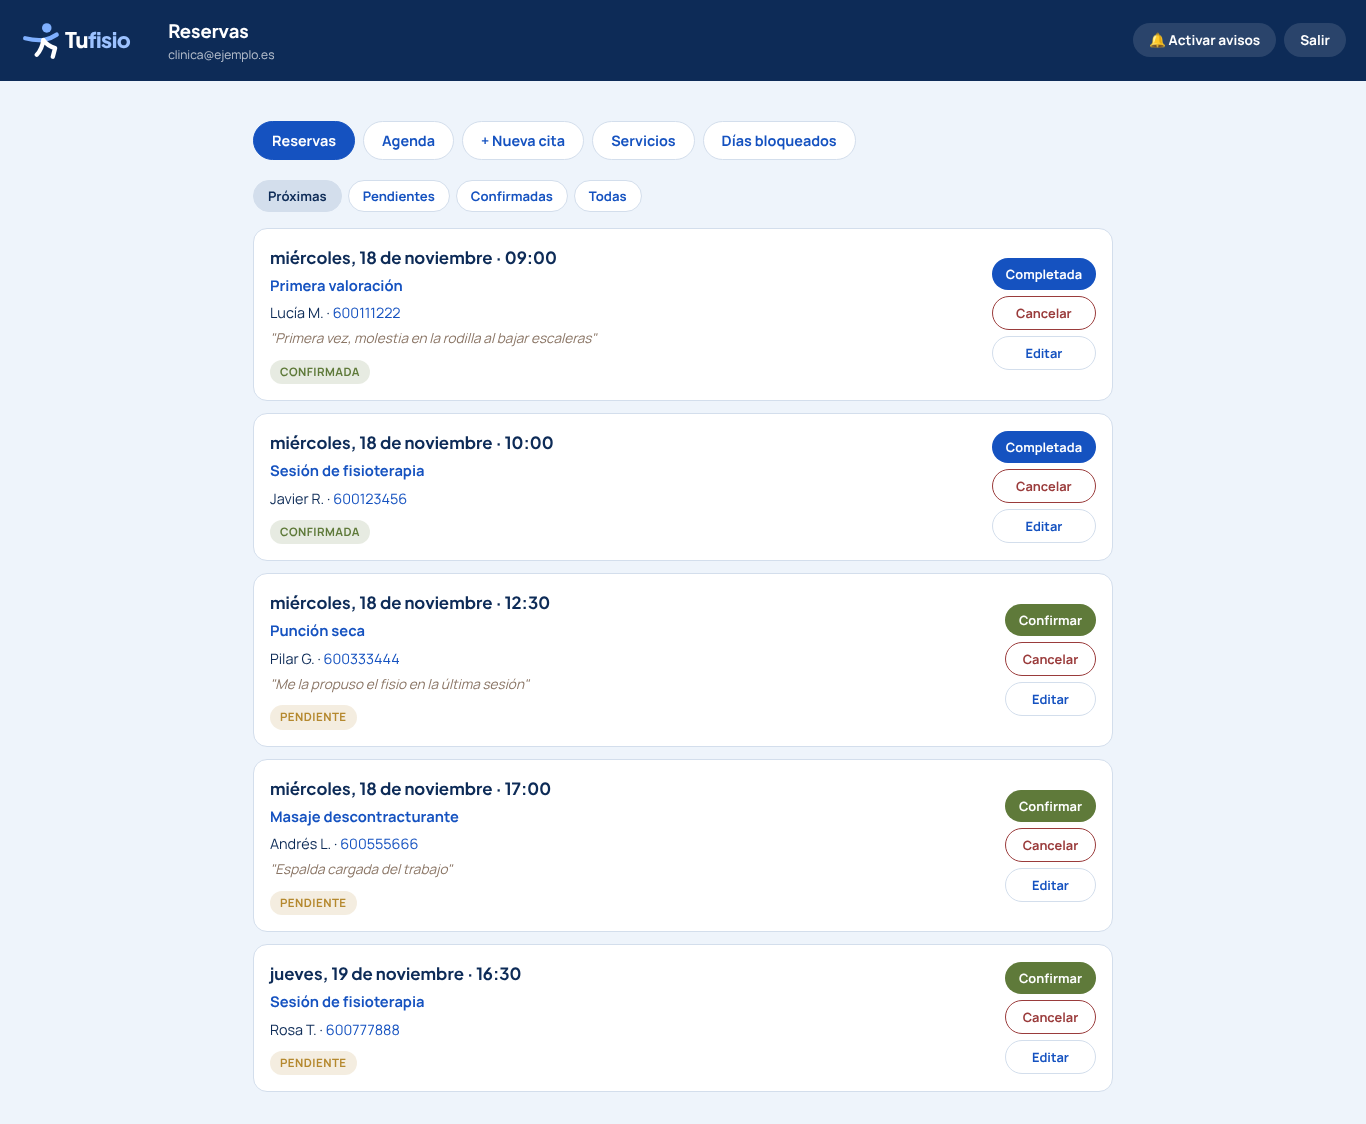 Tufisio
Reservas
clinica@ejemplo.es
🔔 Activar avisos
Salir
Reservas
Agenda
+ Nueva cita
Servicios
Días bloqueados
Próximas
Pendientes
Confirmadas
Todas
miércoles, 18 de noviembre · 09:00
Primera valoración
Lucía M. · 600111222
"Primera vez, molestia en la rodilla al bajar escaleras"
CONFIRMADA
Completada
Cancelar
Editar
miércoles, 18 de noviembre · 10:00
Sesión de fisioterapia
Javier R. · 600123456
CONFIRMADA
Completada
Cancelar
Editar
miércoles, 18 de noviembre · 12:30
Punción seca
Pilar G. · 600333444
"Me la propuso el fisio en la última sesión"
PENDIENTE
Confirmar
Cancelar
Editar
miércoles, 18 de noviembre · 17:00
Masaje descontracturante
Andrés L. · 600555666
"Espalda cargada del trabajo"
PENDIENTE
Confirmar
Cancelar
Editar
jueves, 19 de noviembre · 16:30
Sesión de fisioterapia
Rosa T. · 600777888
PENDIENTE
Confirmar
Cancelar
Editar